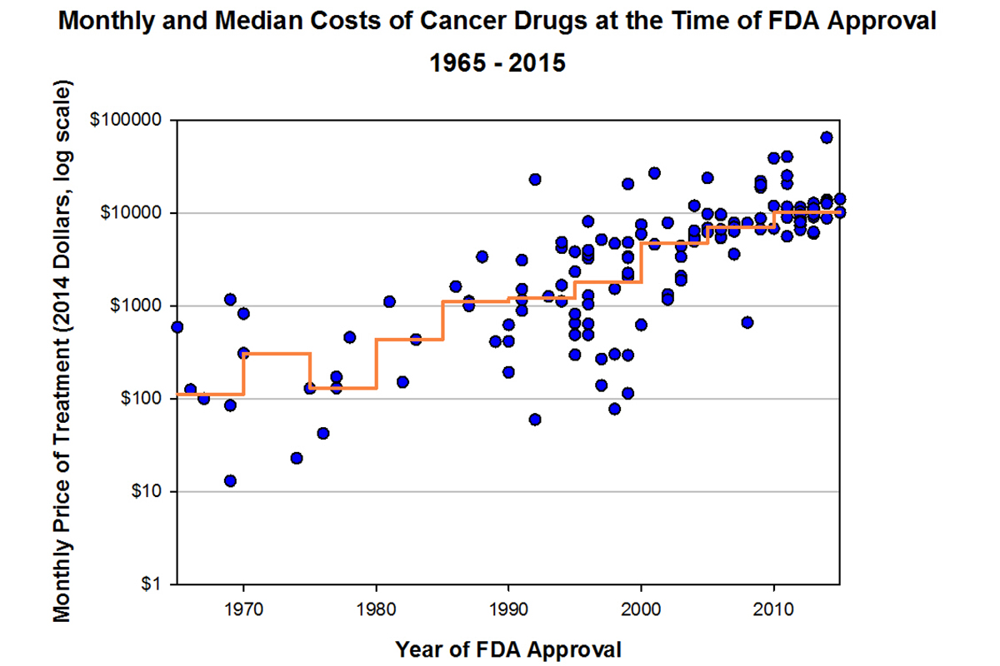 Monthly and Median Costs of Cancer Drugs at the Time of FDA Approval
1965 - 2015
Monthly Price of Treatment (2014 Dollars, log scale)
$100000
$10000
$1000
$100
$10
$1
1970 1980 1990 2000 2010
Year of FDA Approval